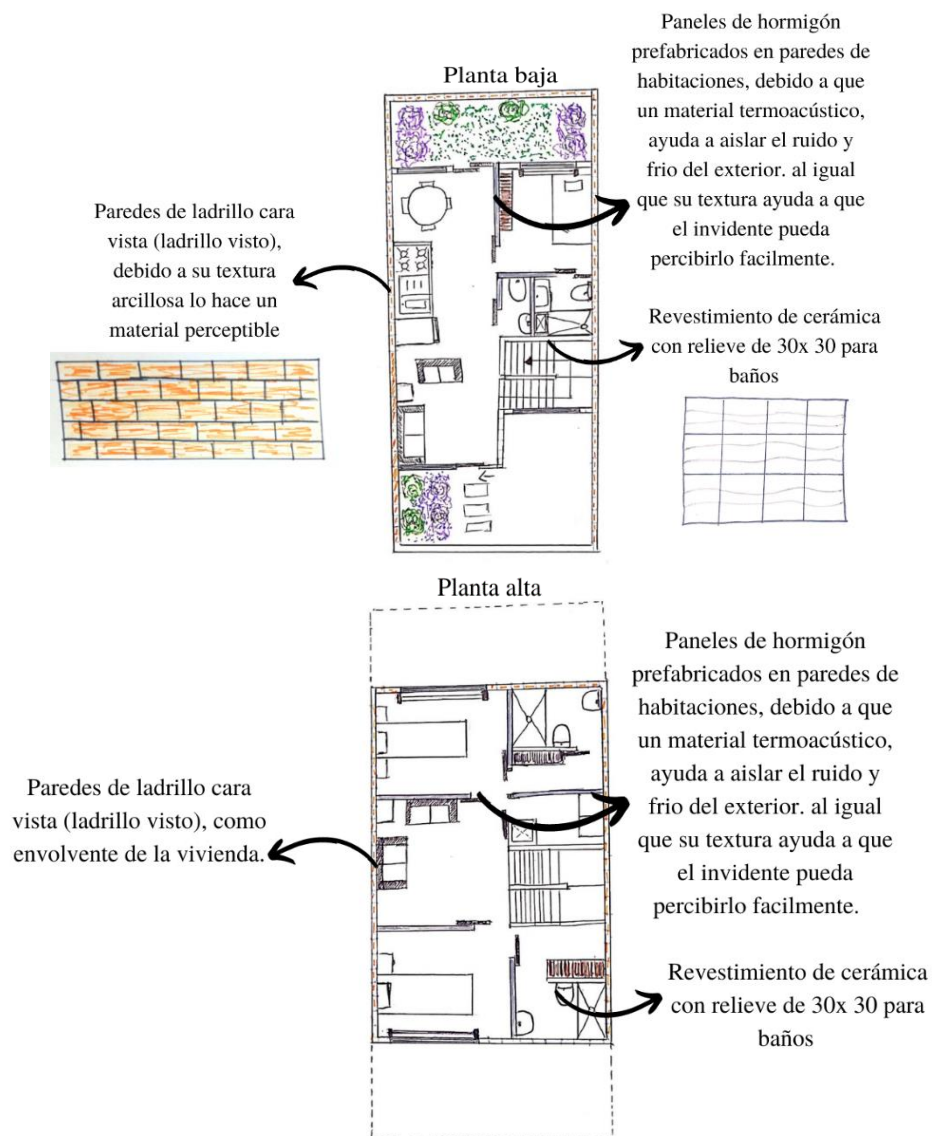 Planta baja
Paneles de hormigón
prefabricados en paredes de
habitaciones, debido a que
un material termoacústico,
ayuda a aislar el ruido y
frio del exterior. al igual
que su textura ayuda a que
el invidente pueda
percibirlo facilmente.
Paredes de ladrillo cara
vista (ladrillo visto),
debido a su textura
arcillosa lo hace un
material perceptible
Revestimiento de cerámica
con relieve de 30x 30 para
baños
Planta alta
Paneles de hormigón
prefabricados en paredes de
habitaciones, debido a que
un material termoacústico,
ayuda a aislar el ruido y
frio del exterior. al igual
que su textura ayuda a que
el invidente pueda
percibirlo facilmente.
Paredes de ladrillo cara
vista (ladrillo visto), como
envolvente de la vivienda.
Revestimiento de cerámica
con relieve de 30x 30 para
baños